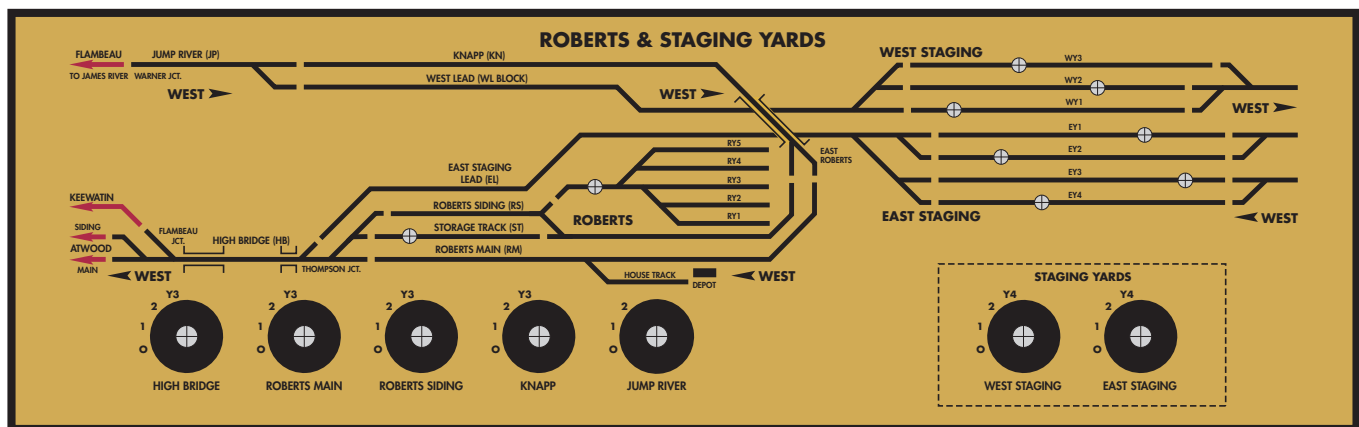 ROBERTS & STAGING YARDS
FLAMBEAU
JUMP RIVER (JP)
KNAPP (KN)
WEST STAGING
WY3
TO JAMES RIVER
WARNER JCT.
WEST LEAD (WL BLOCK)
WY2
WEST
WEST
WY1
WEST
EY1
RY5
EAST
ROBERTS
EY2
EAST STAGING
LEAD (EL)
RY4
EY3
RY3
KEEWATIN
ROBERTS SIDING (RS)
RY2
EY4
ROBERTS
RY1
EAST STAGING
WEST
SIDING
FLAMBEAU
JCT.
HIGH BRIDGE (HB)
STORAGE TRACK (ST)
ATWOOD
ROBERTS MAIN (RM)
MAIN
WEST
THOMPSON JCT.
HOUSE TRACK
DEPOT
WEST
STAGING YARDS
O 1 2 Y3
O 1 2 Y3
O 1 2 Y3
O 1 2 Y3
O 1 2
O 1 2 Y4
O 1 2 Y4
HIGH BRIDGE
ROBERTS MAIN
ROBERTS SIDING
KNAPP
JUMP RIVER
WEST STAGING
EAST STAGING